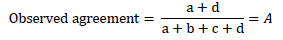 Observed agreement = (a + d) / (a + b + c + d) = A